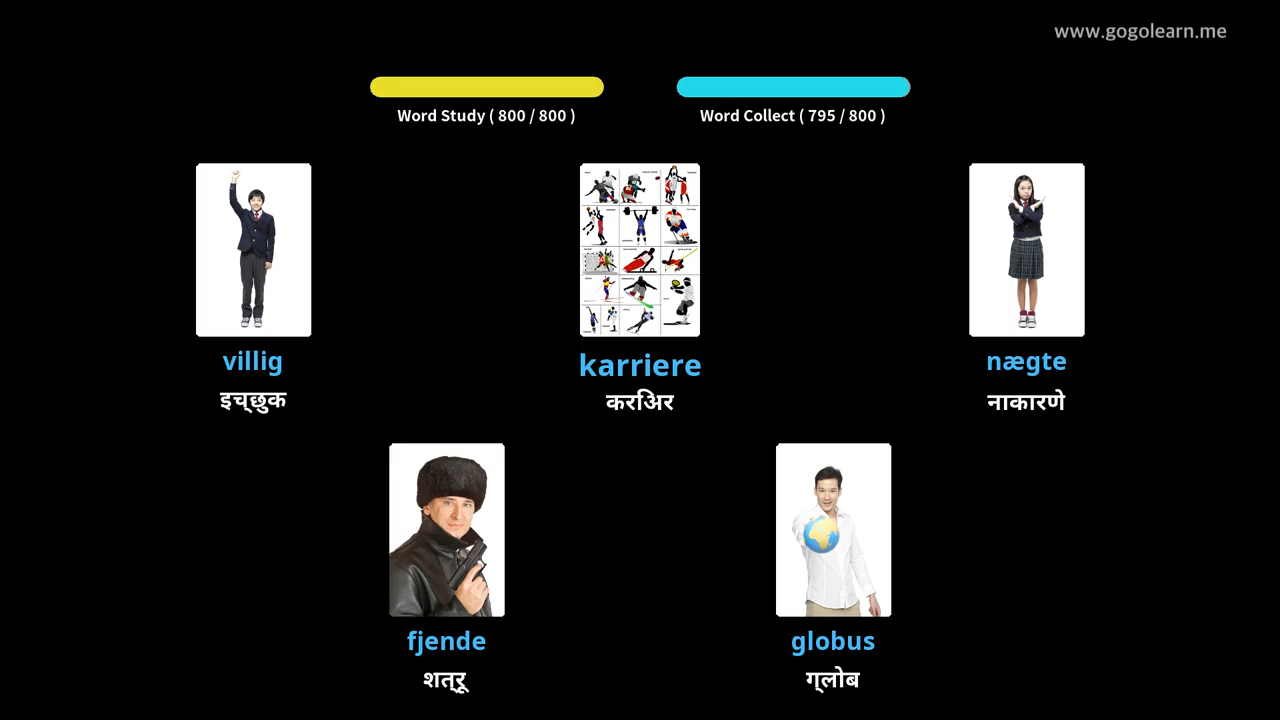 www.gogolearn.me
Word Study ( 800 / 800 )
Word Collect ( 795 / 800 )
villig
karriere
nægte
इच्छुक
करिअर
नाकारणे
fjende
globus
शत्रू
ग्लोब